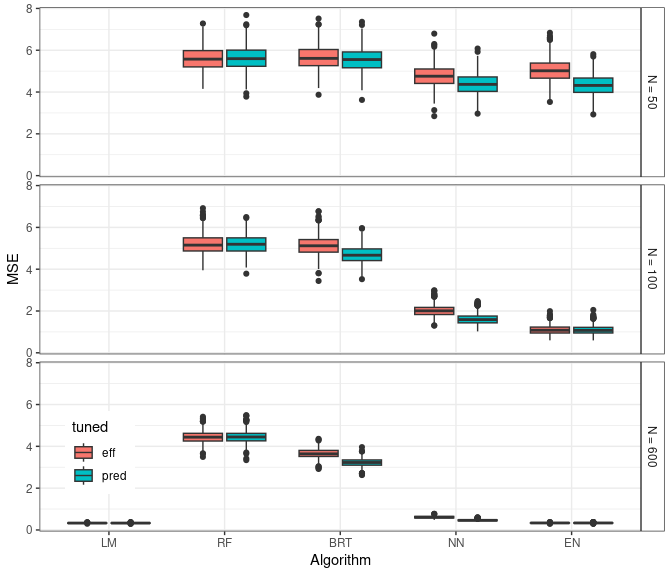 8
6
4
2
0
N = 50
8
6
4
2
0
N = 100
MSE
8
6
4
2
0
N = 600
tuned
eff
pred
LM RF BRT NN EN
Algorithm